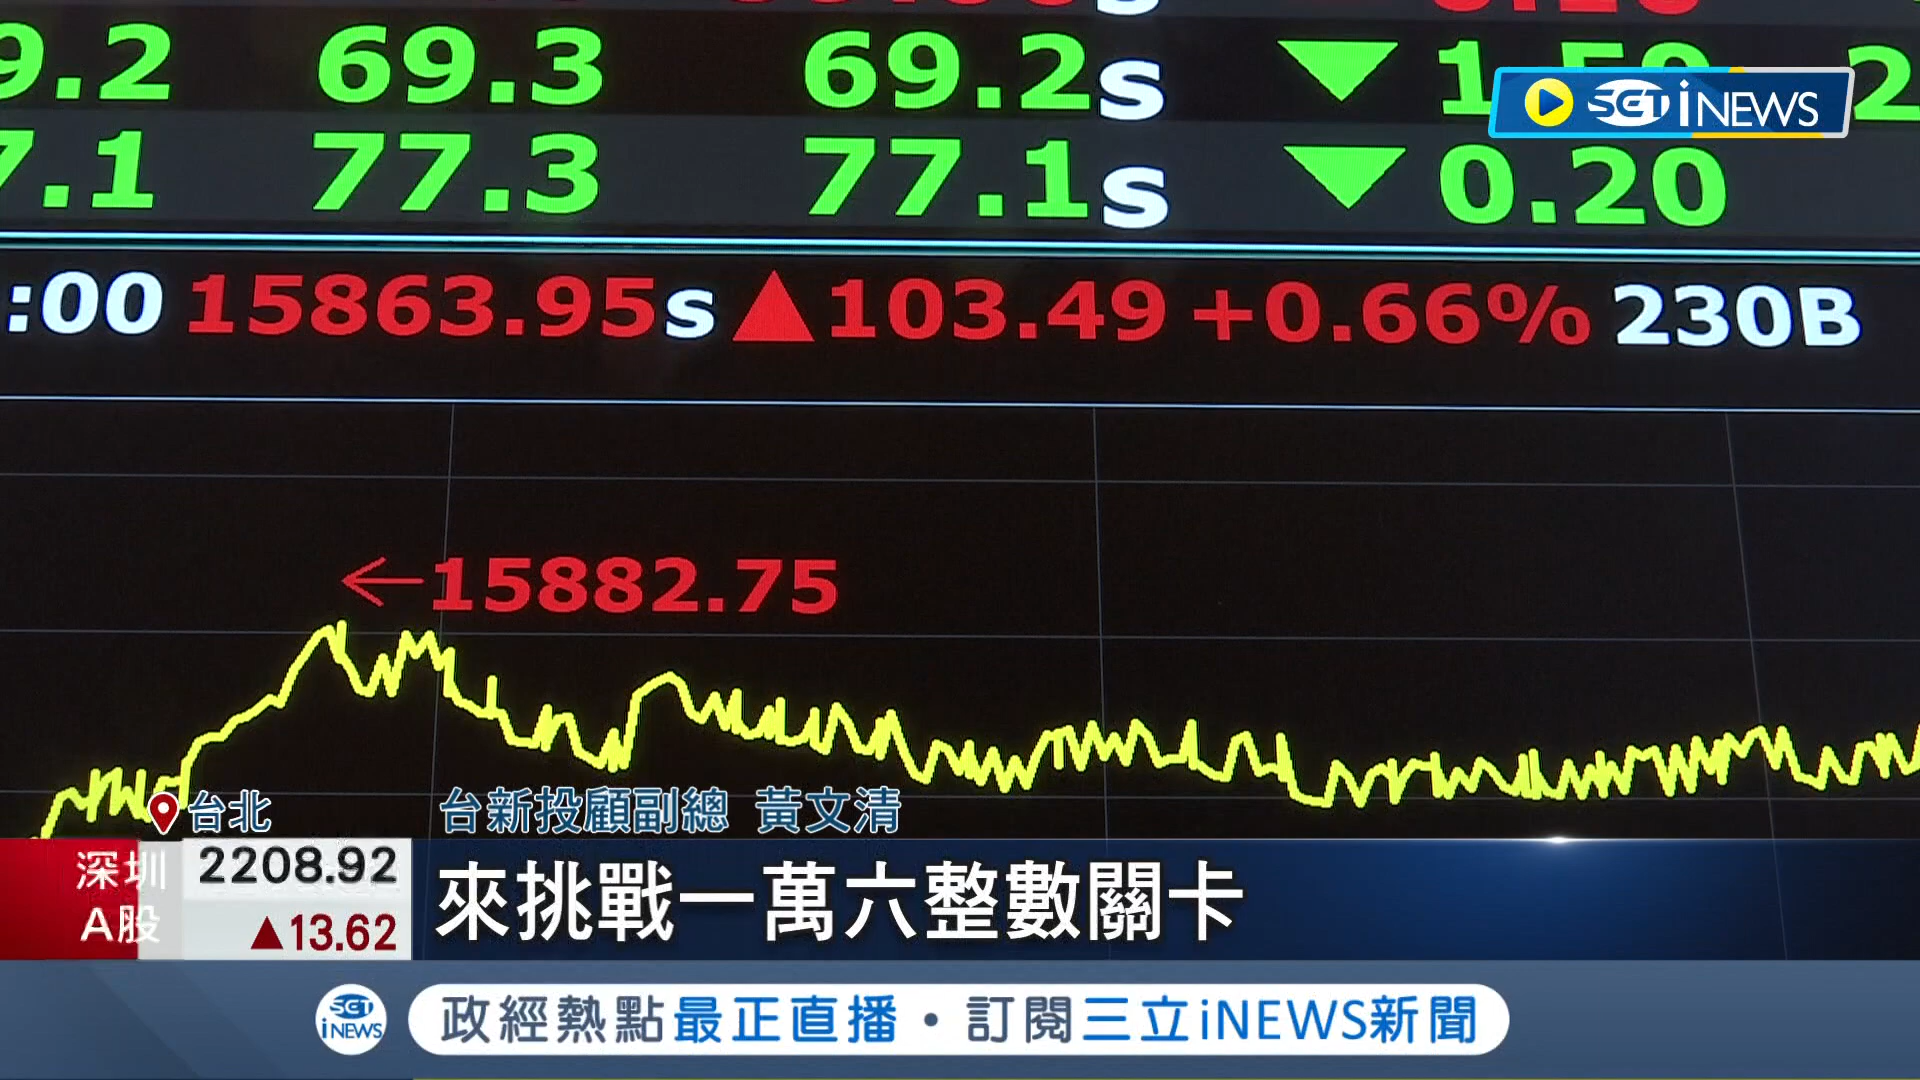 9.2 69.3 69.2s ▼
SET iNEWS
7.1 77.3 77.1s ▼ 0.20
:00 15863.95s ▲103.49 +0.66% 230B
←15882.75
台北
台新投顧副總 黃文清
深圳 2208.92
A股 ▲13.62
來挑戰一萬六整數關卡
SET iNEWS
政經熱點最正直播・訂閱三立iNEWS新聞